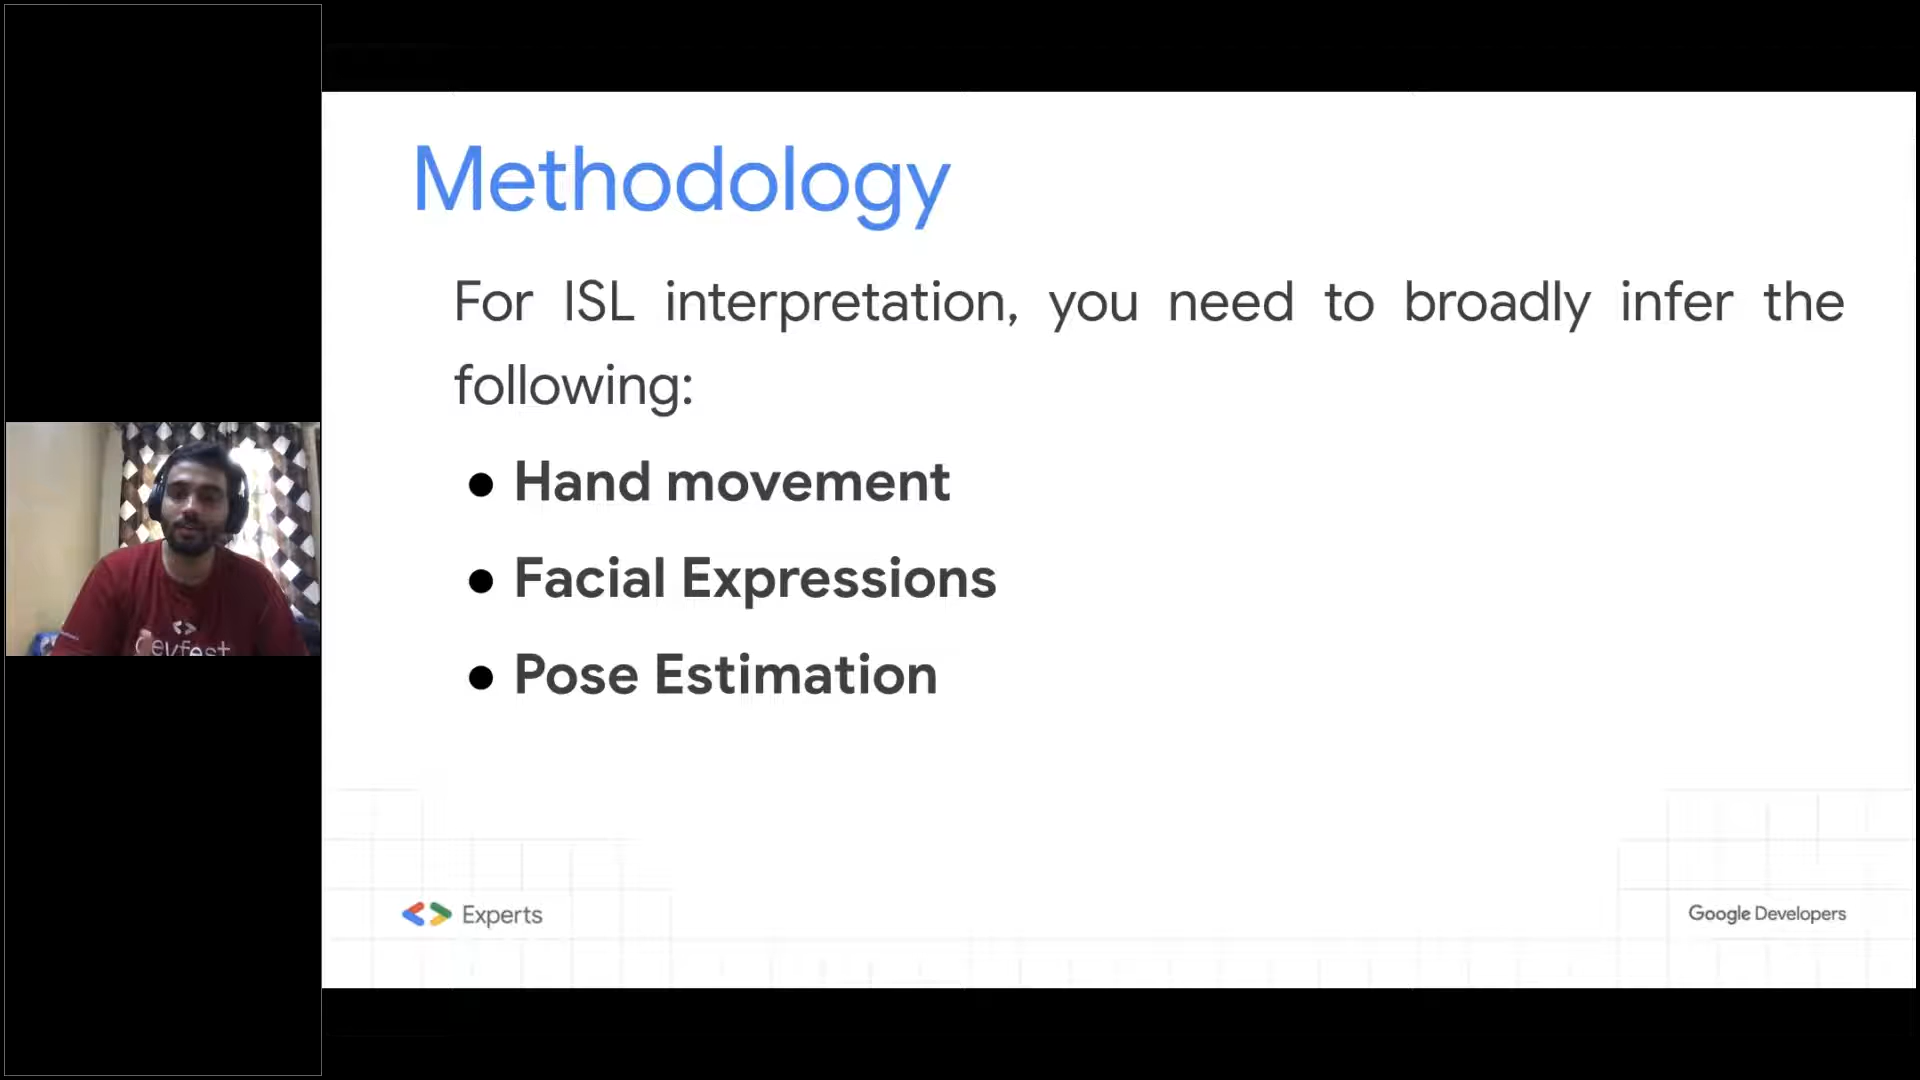 Methodology
For ISL interpretation, you need to broadly infer the
following:
● Hand movement
● Facial Expressions
● Pose Estimation
Experts
Google Developers
devfest